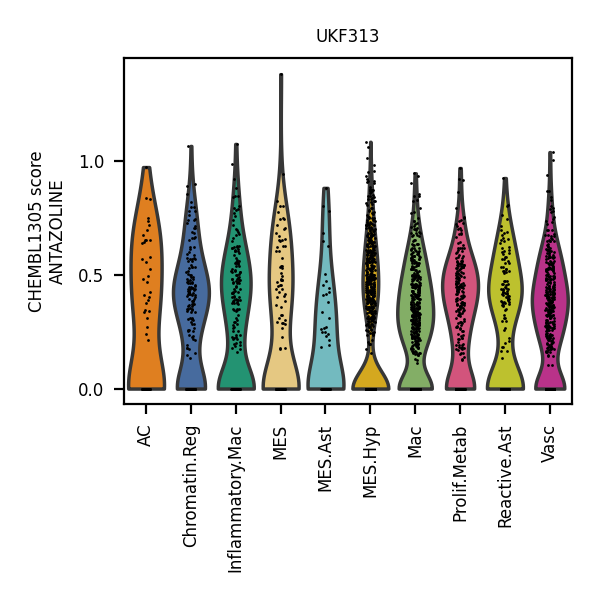 UKF313
CHEMBL1305 score
ANTAZOLINE
1.0
0.5
0.0
AC
Chromatin.Reg
Inflammatory.Mac
MES
MES.Ast
MES.Hyp
Mac
Prolif.Metab
Reactive.Ast
Vasc